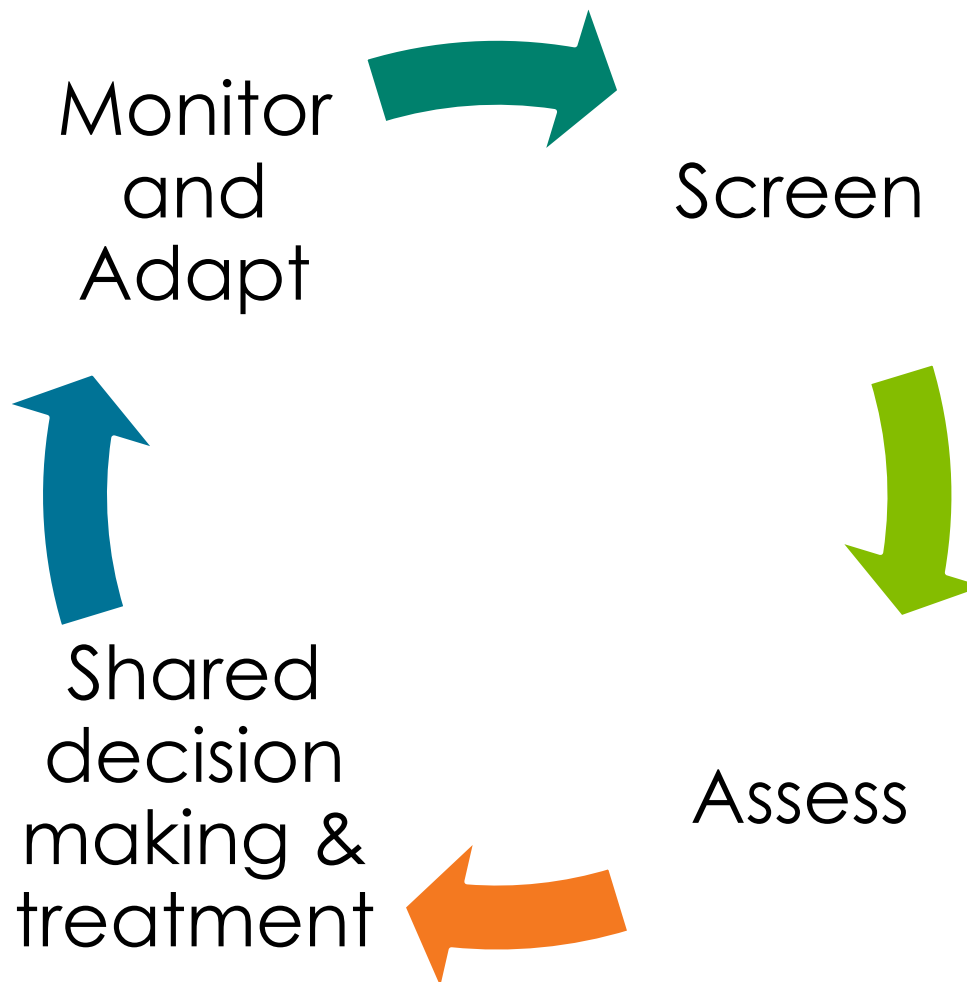 Monitor
and
Adapt
Screen
Assess
Shared
decision
making &
treatment